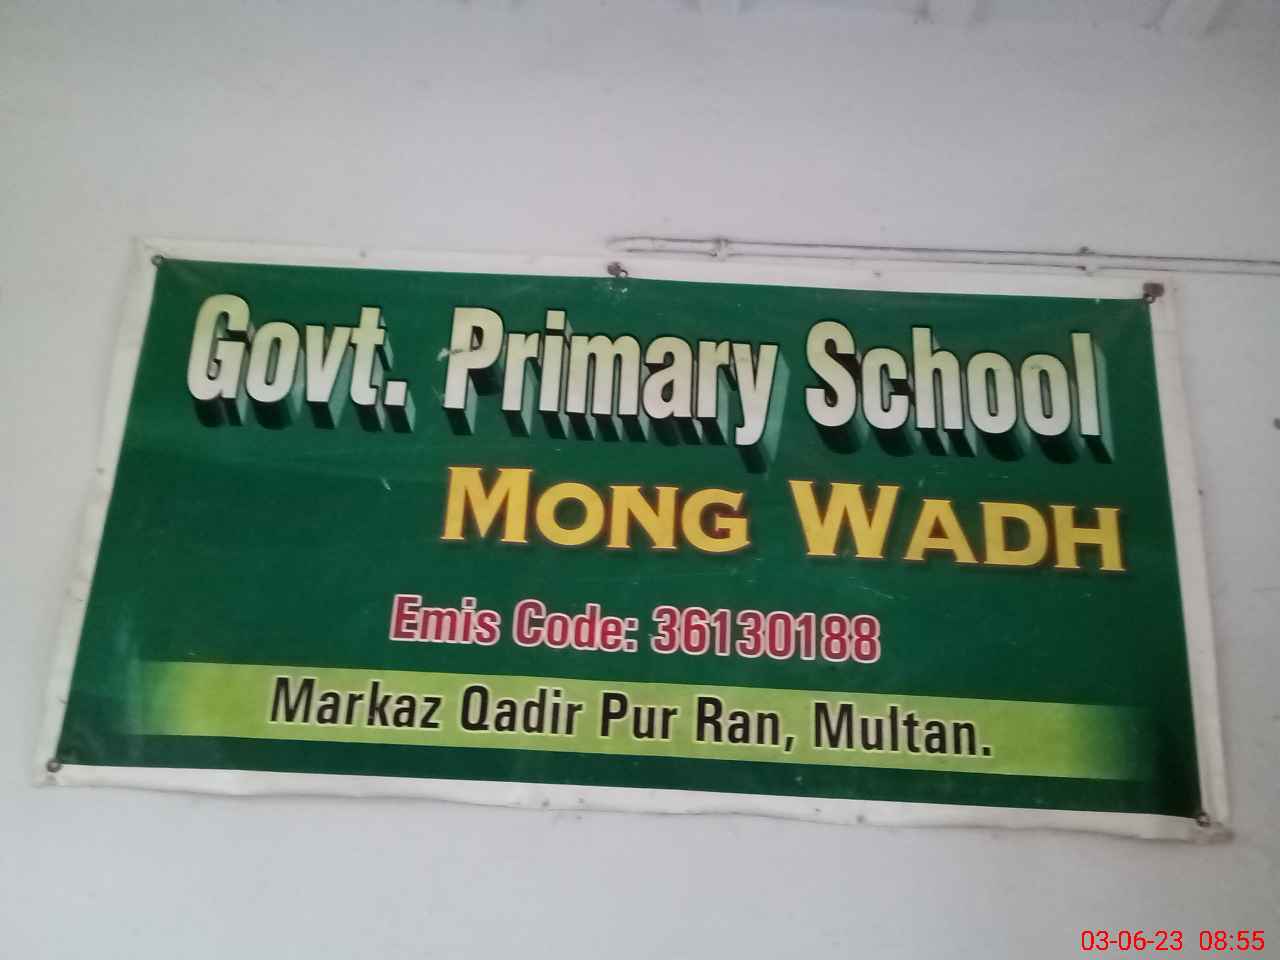 Govt. Primary School
MONG WADH
Emis Code: 36130188
Markaz Qadir Pur Ran, Multan.
03-06-23 08:55